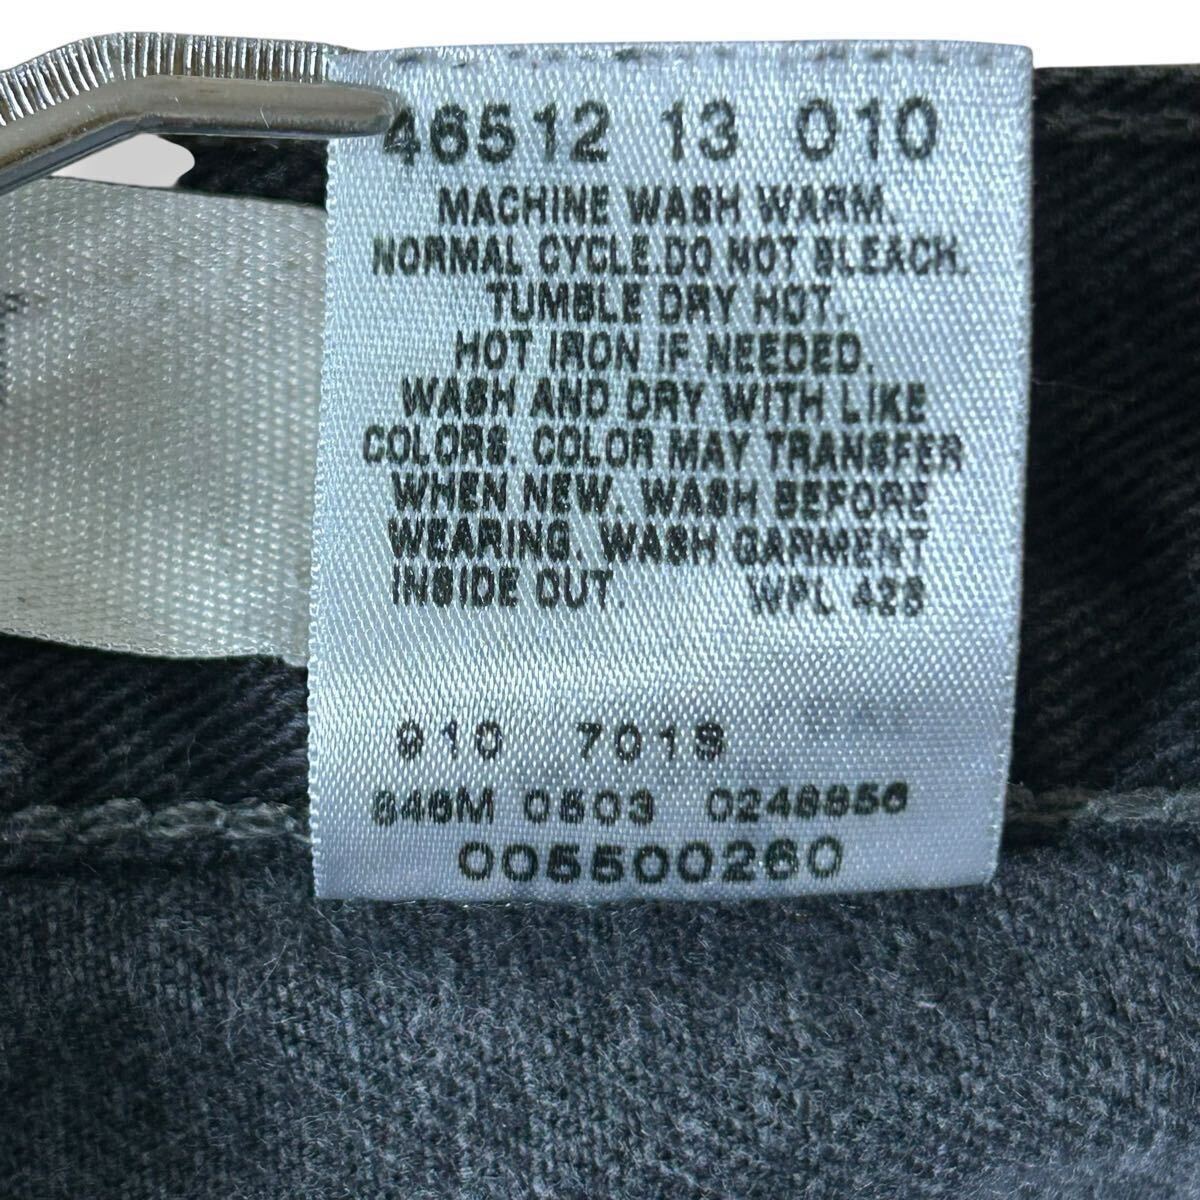 46512 13 010
MACHINE WASH WARM.
NORMAL CYCLE.DO NOT BLEACH.
TUMBLE DRY HOT.
HOT IRON IF NEEDED.
WASH AND DRY WITH LIKE
COLORS. COLOR MAY TRANSFER
WHEN NEW. WASH BEFORE
WEARING. WASH GARMENT
INSIDE OUT. WPL 423
010 7019
846M 0603 0248856
005500260